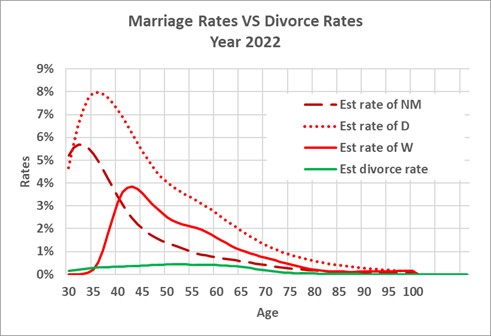 Marriage Rates VS Divorce Rates
Year 2022
9%
8%
7%
6%
5%
4%
3%
2%
1%
0%
Rates
Est rate of NM
Est rate of D
Est rate of W
Est divorce rate
30 35 40 45 50 55 60 65 70 75 80 85 90 95 100
Age